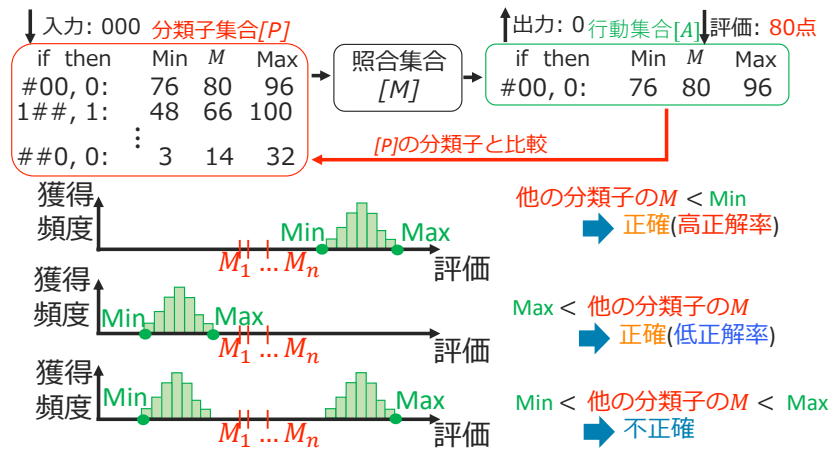 入力: 000 分類子集合[P]
if then Min M Max
#00, 0: 76 80 96
1##, 1: 48 66 100
⋮
##0, 0: 3 14 32
照合集合
[M]
出力: 0 行動集合[A] 評価: 80点
if then Min M Max
#00, 0: 76 80 96
[P]の分類子と比較
獲得
頻度
Min Max
M₁ … Mₙ 評価
他の分類子のM < Min
正確(高正解率)
獲得
頻度
Min Max
M₁ … Mₙ 評価
Max < 他の分類子のM
正確(低正解率)
獲得
頻度
Min Max
M₁ … Mₙ 評価
Min < 他の分類子のM < Max
不正確